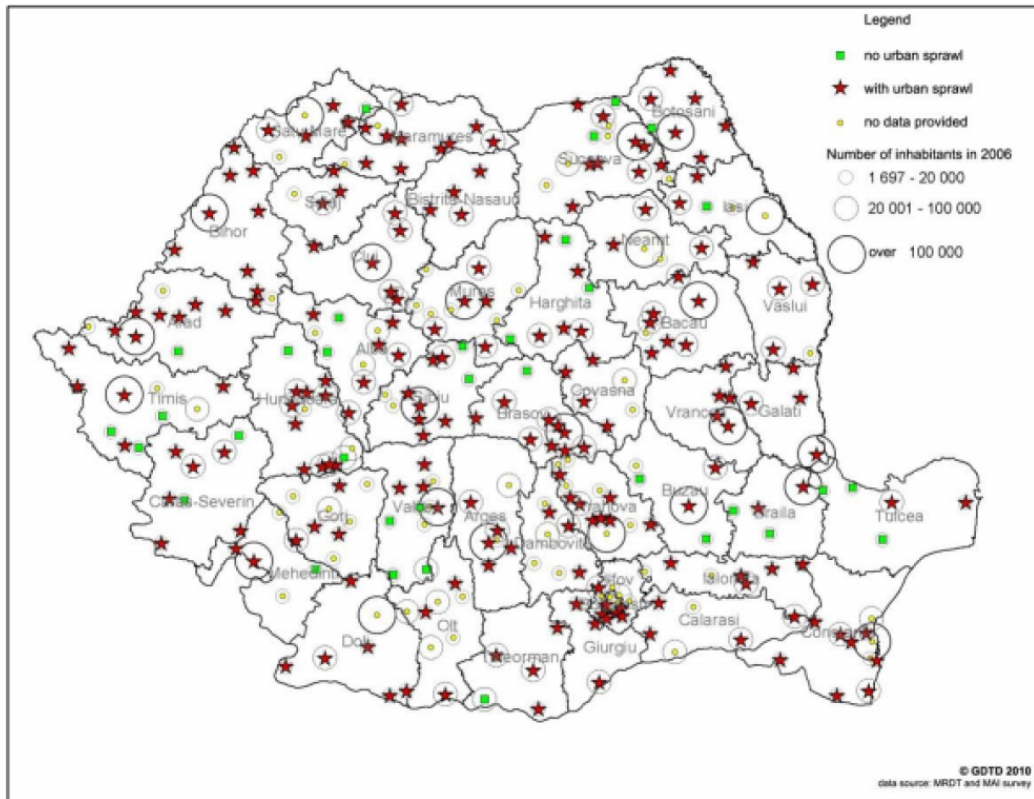 Legend
no urban sprawl
with urban sprawl
no data provided
Number of inhabitants in 2006
1 697 - 20 000
20 001 - 100 000
over 100 000
Botosani
Satu Mare
Maramures
Suceava
Salaj
Bistrita-Nasaud
Iasi
Bihor
Neamt
Cluj
Mures
Harghita
Vaslui
Bacau
Arad
Alba
Timis
Hunedoara
Sibiu
Brasov
Covasna
Vrancea
Galati
Caras-Severin
Gorj
Arges
Prahova
Buzau
Braila
Tulcea
Dambovita
Mehedinti
Ilfov
Ialomita
Dolj
Olt
Calarasi
Giurgiu
Teleorman
Constanta
© GDTD 2010
data source: MRDT and MAI survey